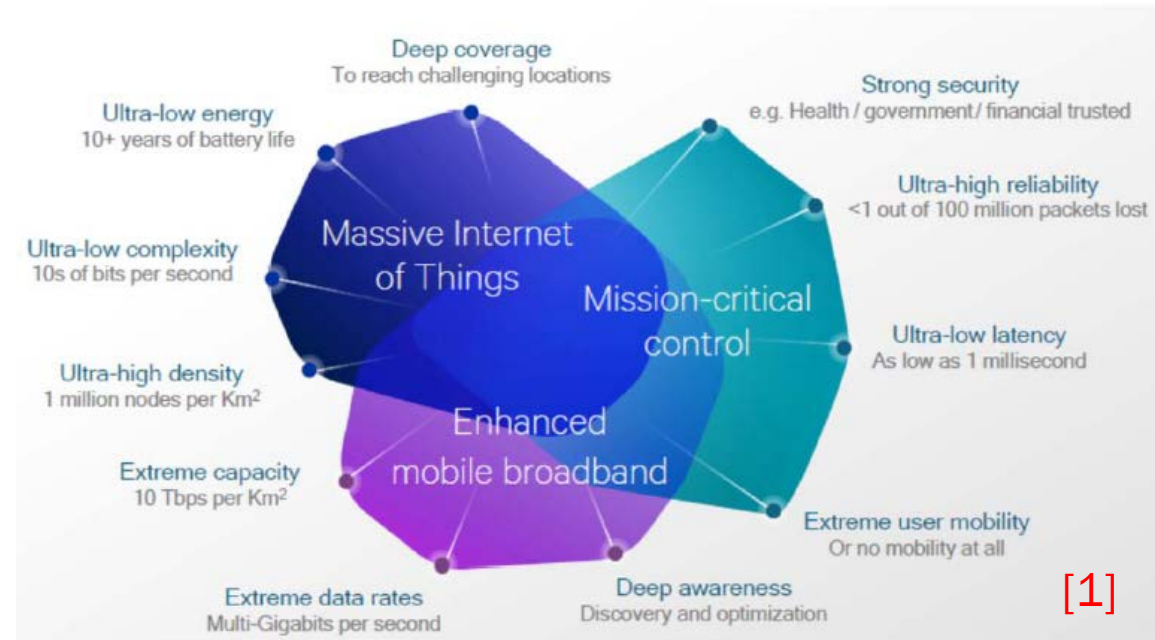 Deep coverage
To reach challenging locations
Strong security
e.g. Health / government/ financial trusted
Ultra-low energy
10+ years of battery life
Ultra-high reliability
<1 out of 100 million packets lost
Massive Internet
of Things
Ultra-low complexity
10s of bits per second
Mission-critical
control
Ultra-low latency
As low as 1 millisecond
Ultra-high density
1 million nodes per Km²
Enhanced
mobile broadband
Extreme capacity
10 Tbps per Km²
Extreme user mobility
Or no mobility at all
Extreme data rates
Multi-Gigabits per second
Deep awareness
Discovery and optimization
[1]